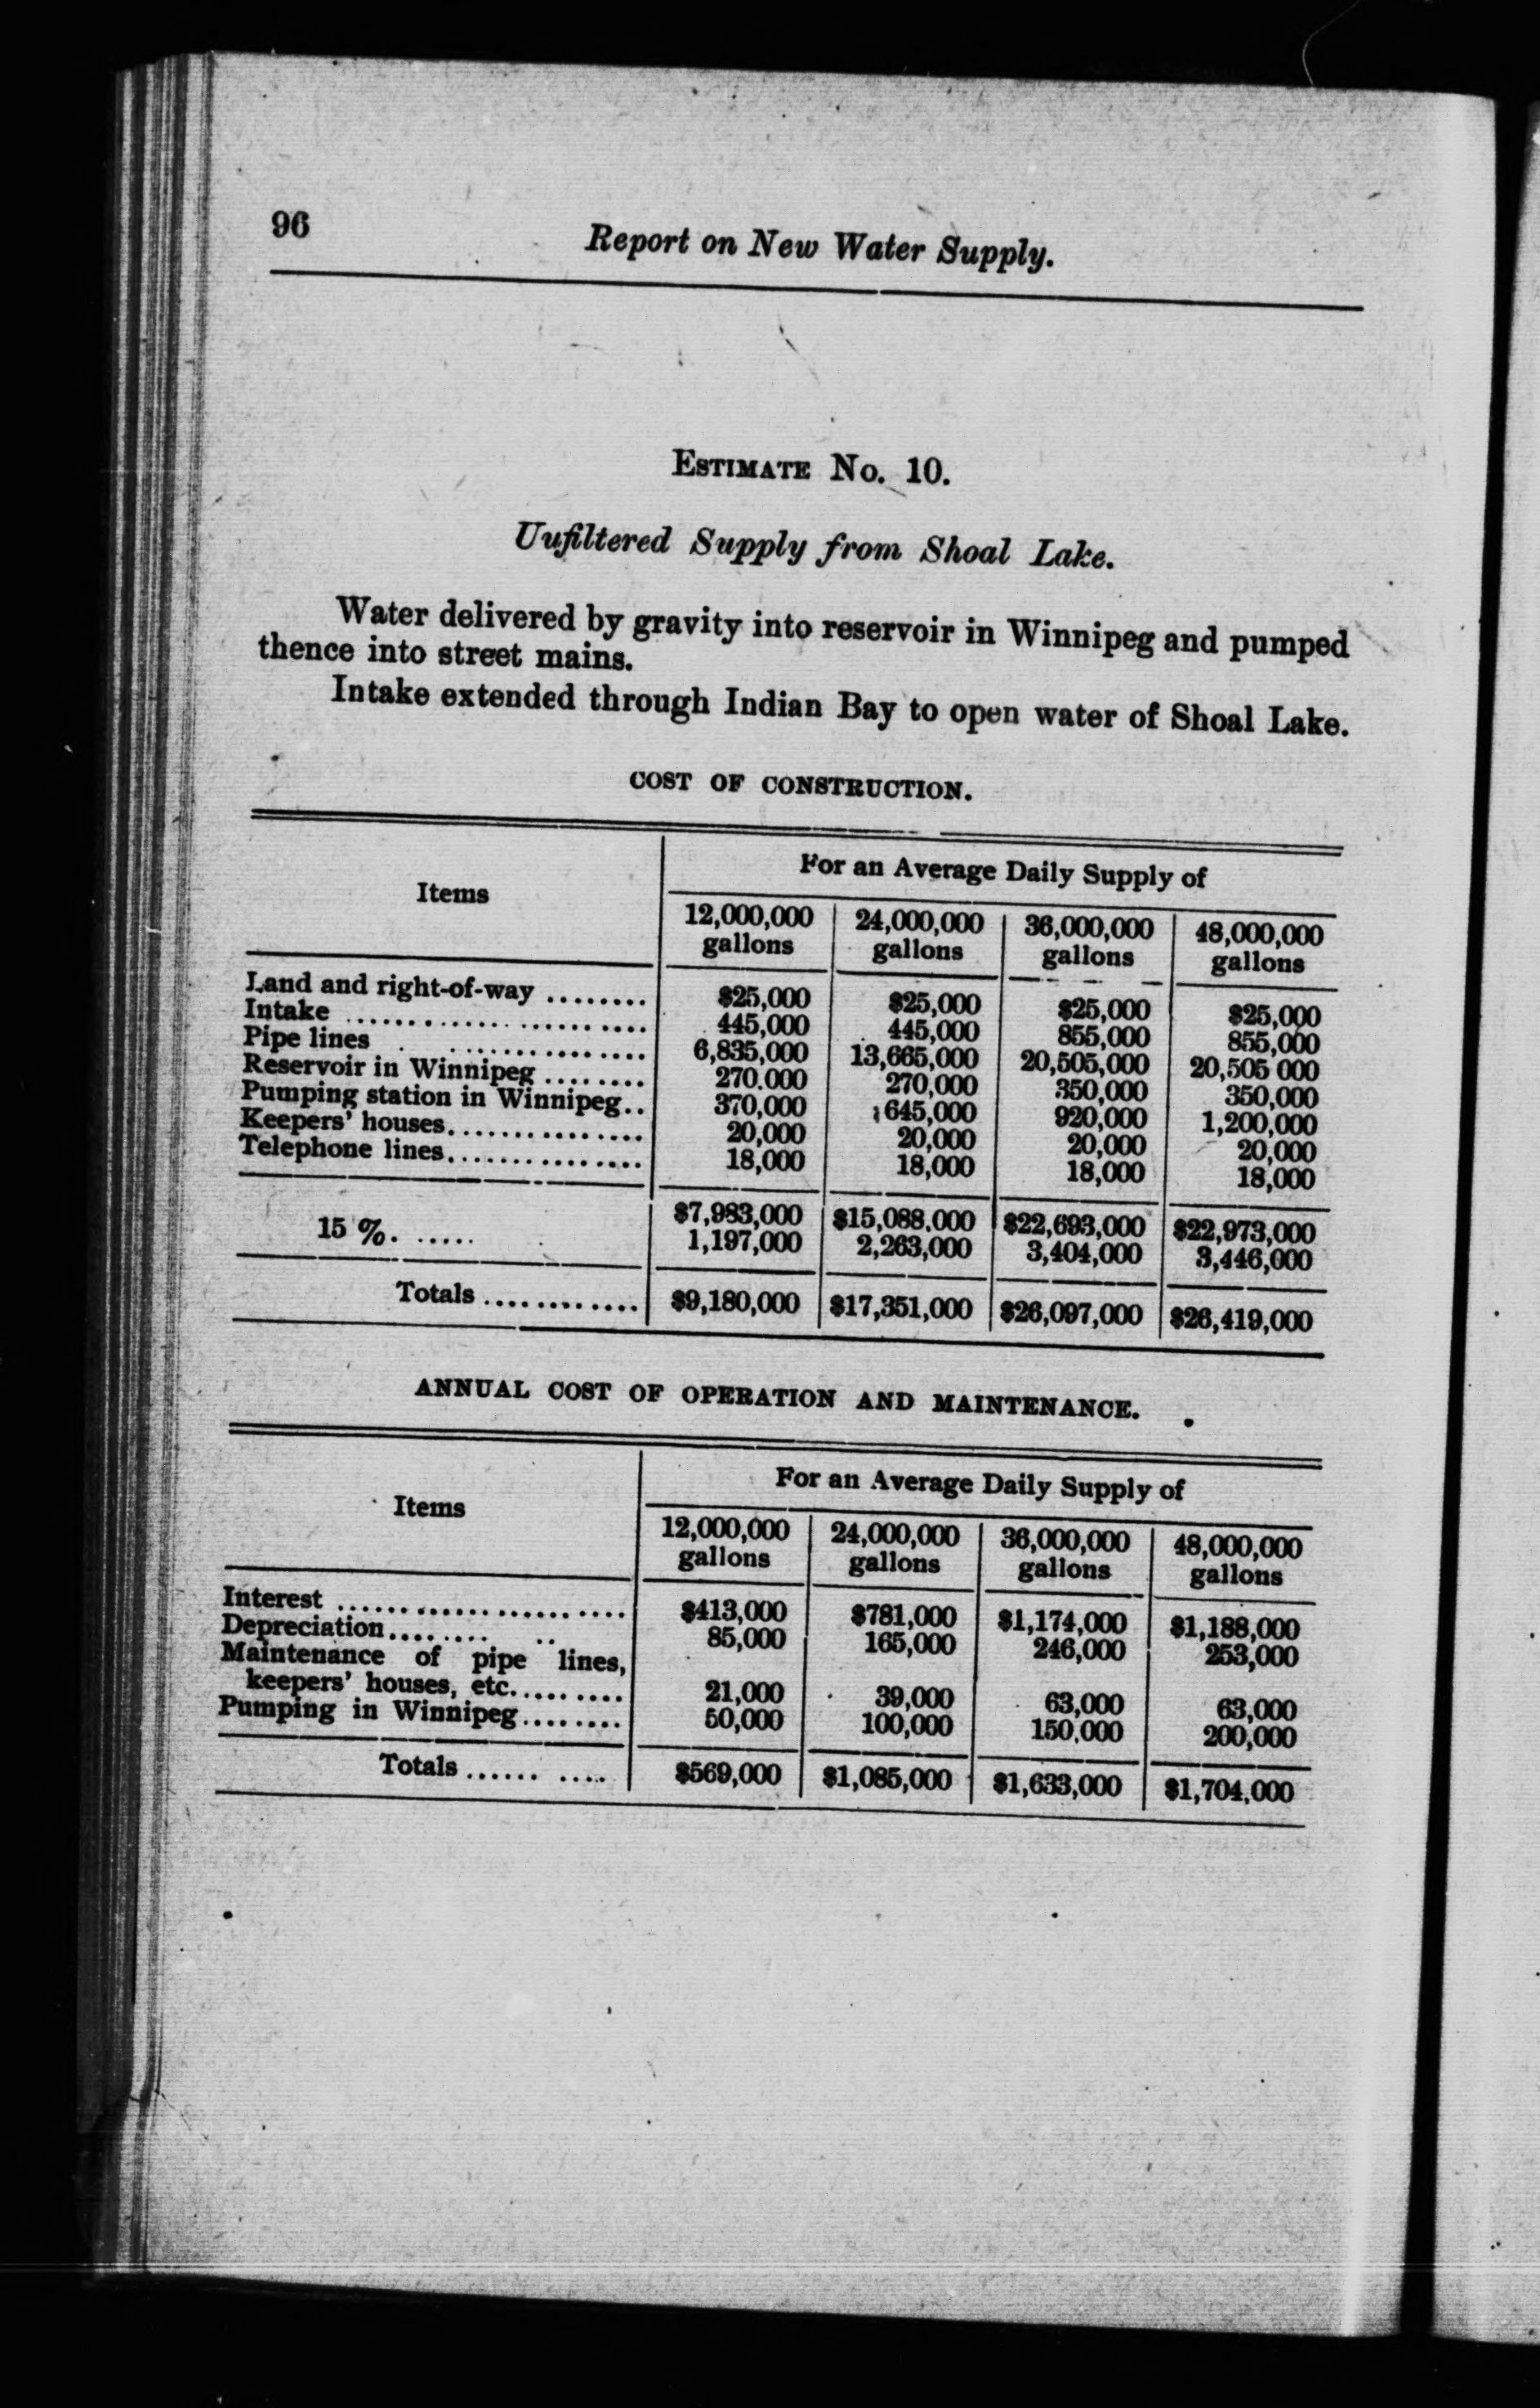 96
Report on New Water Supply.
ESTIMATE No. 10.
Uufiltered Supply from Shoal Lake.
Water delivered by gravity into reservoir in Winnipeg and pumped
thence into street mains.
Intake extended through Indian Bay to open water of Shoal Lake.
COST OF CONSTRUCTION.
Items For an Average Daily Supply of
12,000,000 gallons 24,000,000 gallons 36,000,000 gallons 48,000,000 gallons
Land and right-of-way ........ $25,000 $25,000 $25,000 $25,000
Intake ........................ 445,000 445,000 855,000 855,000
Pipe lines . ................ 6,835,000 13,665,000 20,505,000 20,505 000
Reservoir in Winnipeg ........ 270.000 270,000 350,000 350,000
Pumping station in Winnipeg.. 370,000 645,000 920,000 1,200,000
Keepers' houses............... 20,000 20,000 20,000 20,000
Telephone lines............... 18,000 18,000 18,000 18,000
$7,983,000 $15,088.000 $22,693,000 $22,973,000
15 %. ..... 1,197,000 2,263,000 3,404,000 3,446,000
Totals ............ $9,180,000 $17,351,000 $26,097,000 $26,419,000
ANNUAL COST OF OPERATION AND MAINTENANCE.
Items For an Average Daily Supply of
12,000,000 gallons 24,000,000 gallons 36,000,000 gallons 48,000,000 gallons
Interest ...................... $413,000 $781,000 $1,174,000 $1,188,000
Depreciation........ .. 85,000 165,000 246,000 253,000
Maintenance of pipe lines,
keepers' houses, etc......... 21,000 39,000 63,000 63,000
Pumping in Winnipeg........ 50,000 100,000 150,000 200,000
Totals ...... .... $569,000 $1,085,000 $1,633,000 $1,704,000